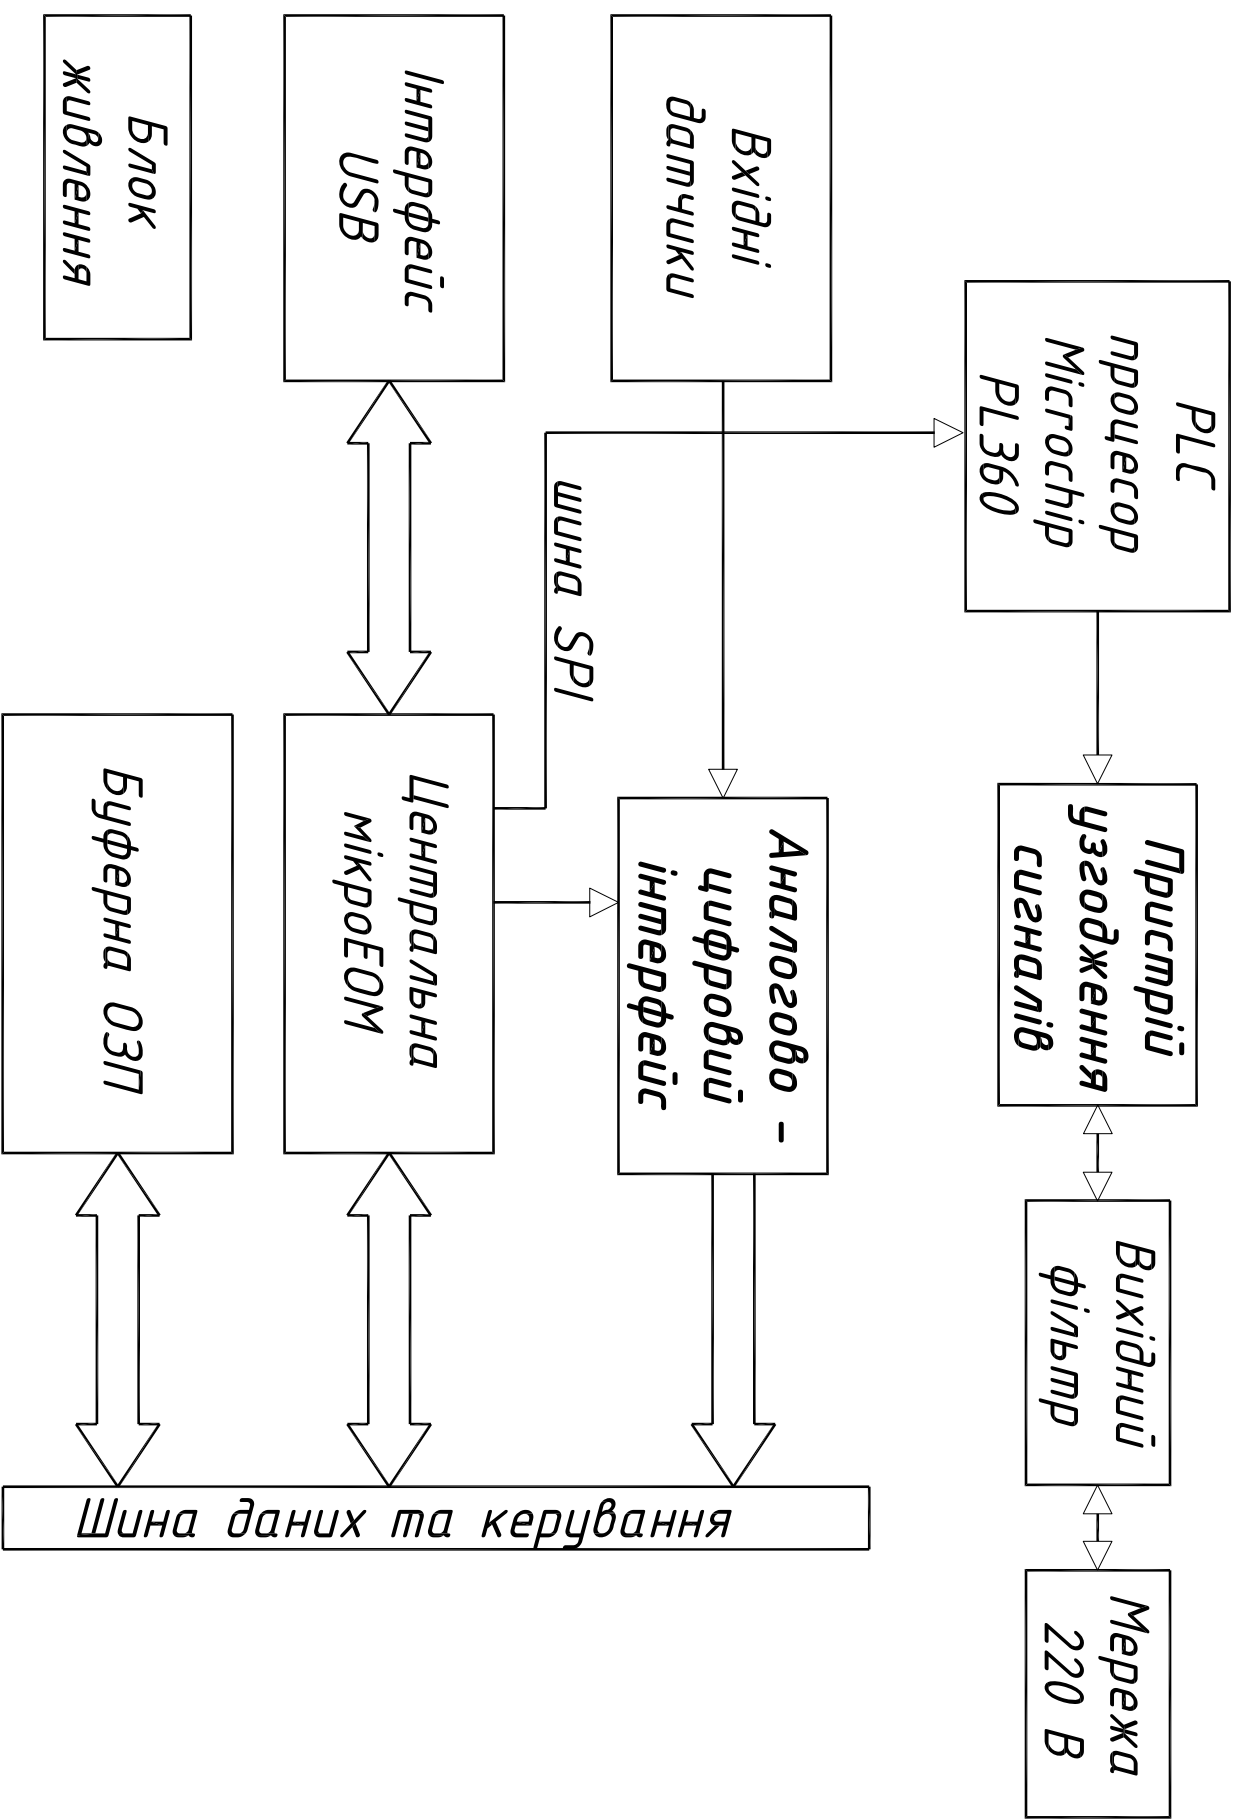 PLC
процесор
Microchip
PL360
Пристрій
узгодження
сигналів
Вихідний
фільтр
Мережа
220 В
Вхідні
датчики
Аналогово -
цифровий
інтерфейс
шина SPI
Інтерфейс
USB
Центральна
мікроЕОМ
Блок
живлення
Буферна ОЗП
Шина даних та керування